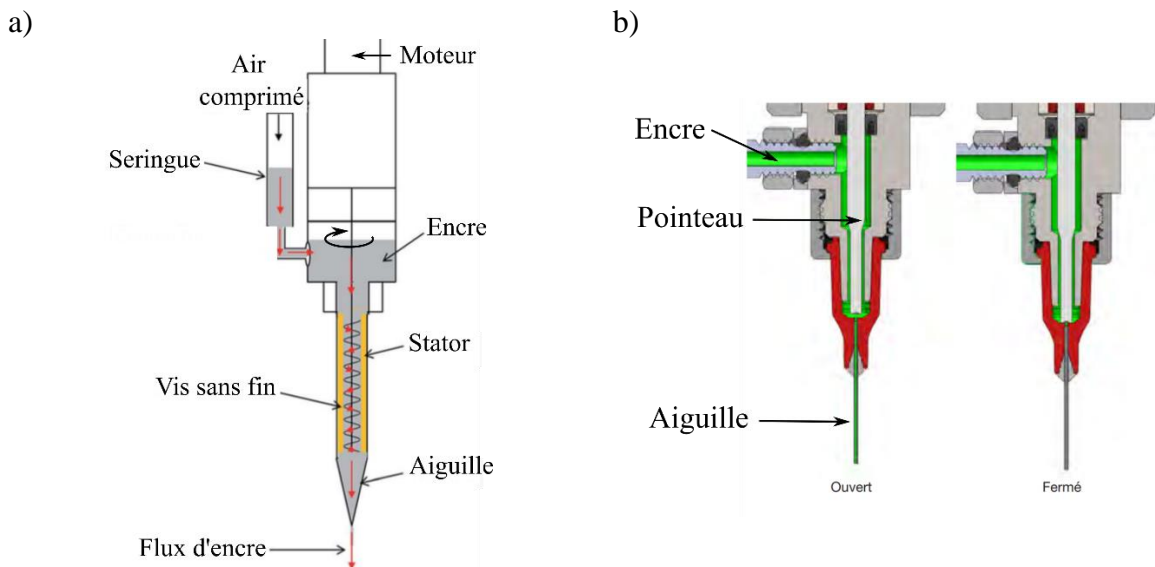 a)
Moteur
Air
comprimé
Seringue
Encre
Stator
Vis sans fin
Aiguille
Flux d'encre
b)
Encre
Pointeau
Aiguille
Ouvert
Fermé